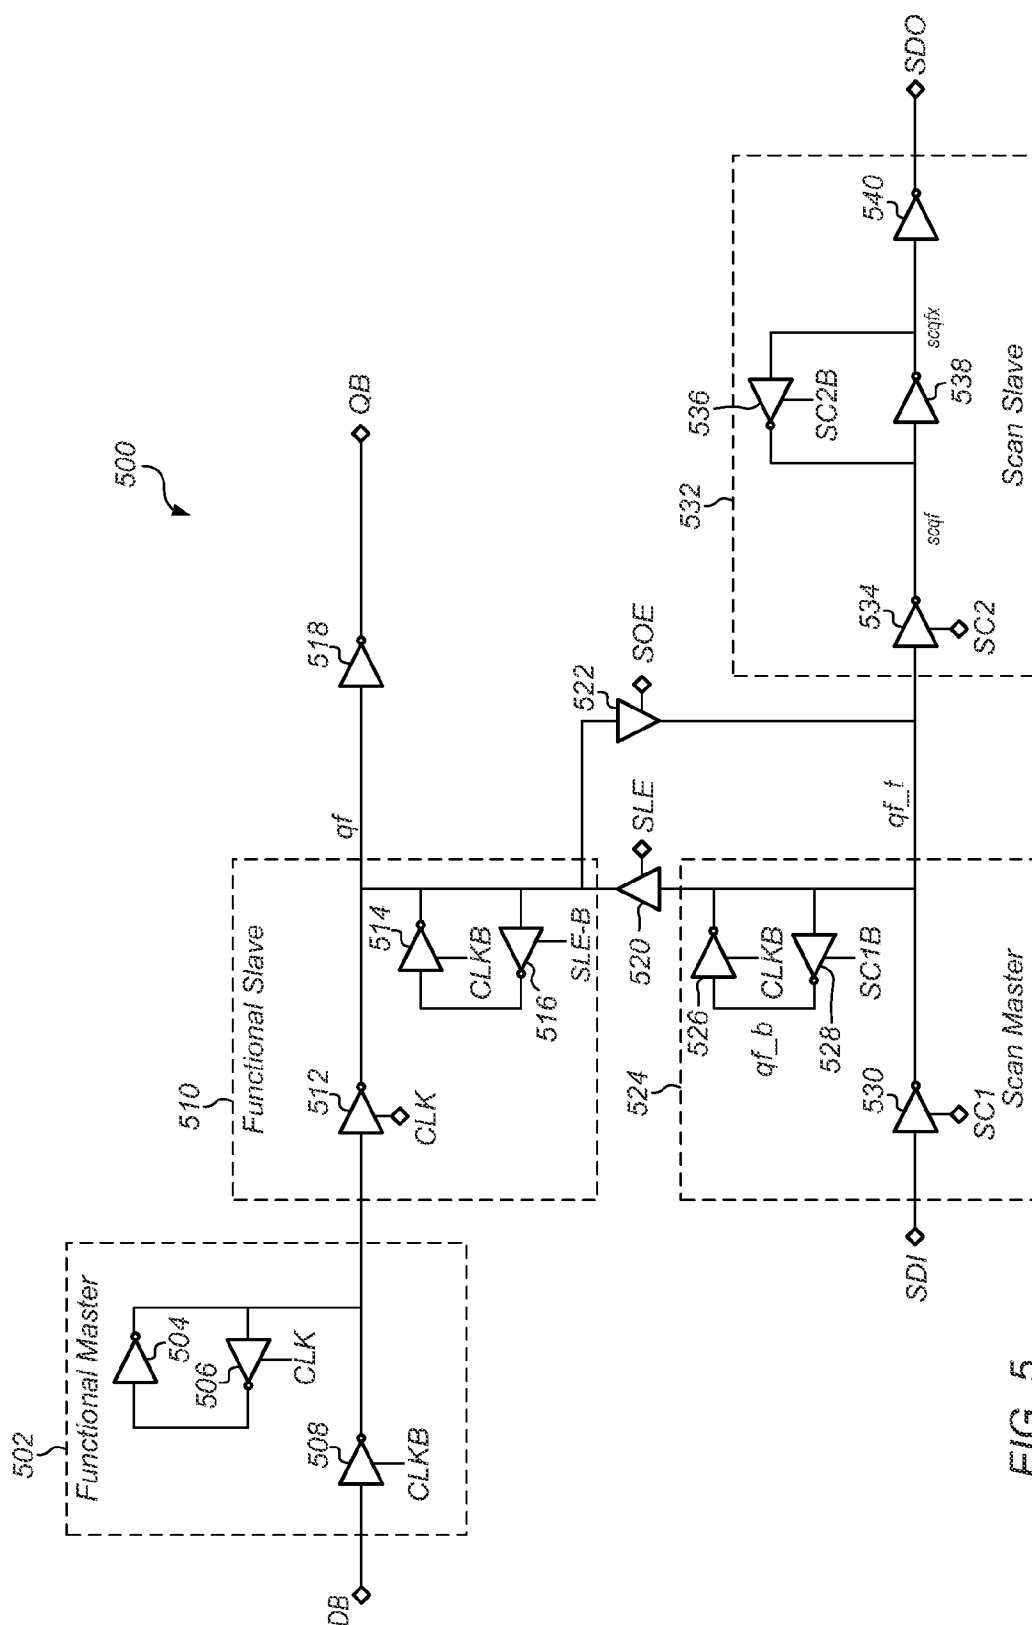 500
502
Functional Master
504
506
CLK
508
CLKB
DB
510
Functional Slave
512
CLK
514
CLKB
516
SLE-B
qf
518
QB
520
SLE
522
SOE
524
526
CLKB
qf_b
528
SC1B
530
SC1
Scan Master
SDI
qf_t
532
534
SC2
scqf
536
SC2B
538
scqfx
540
Scan Slave
SDO
FIG. 5